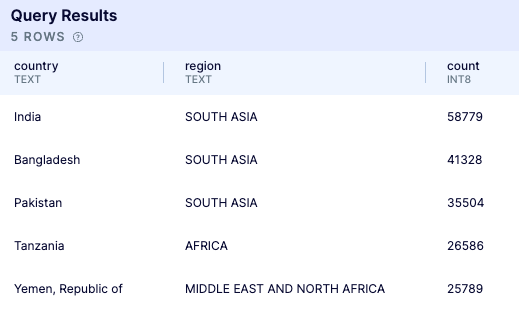 Query Results
5 ROWS ?
country region count
TEXT TEXT INT8
India SOUTH ASIA 58779
Bangladesh SOUTH ASIA 41328
Pakistan SOUTH ASIA 35504
Tanzania AFRICA 26586
Yemen, Republic of MIDDLE EAST AND NORTH AFRICA 25789